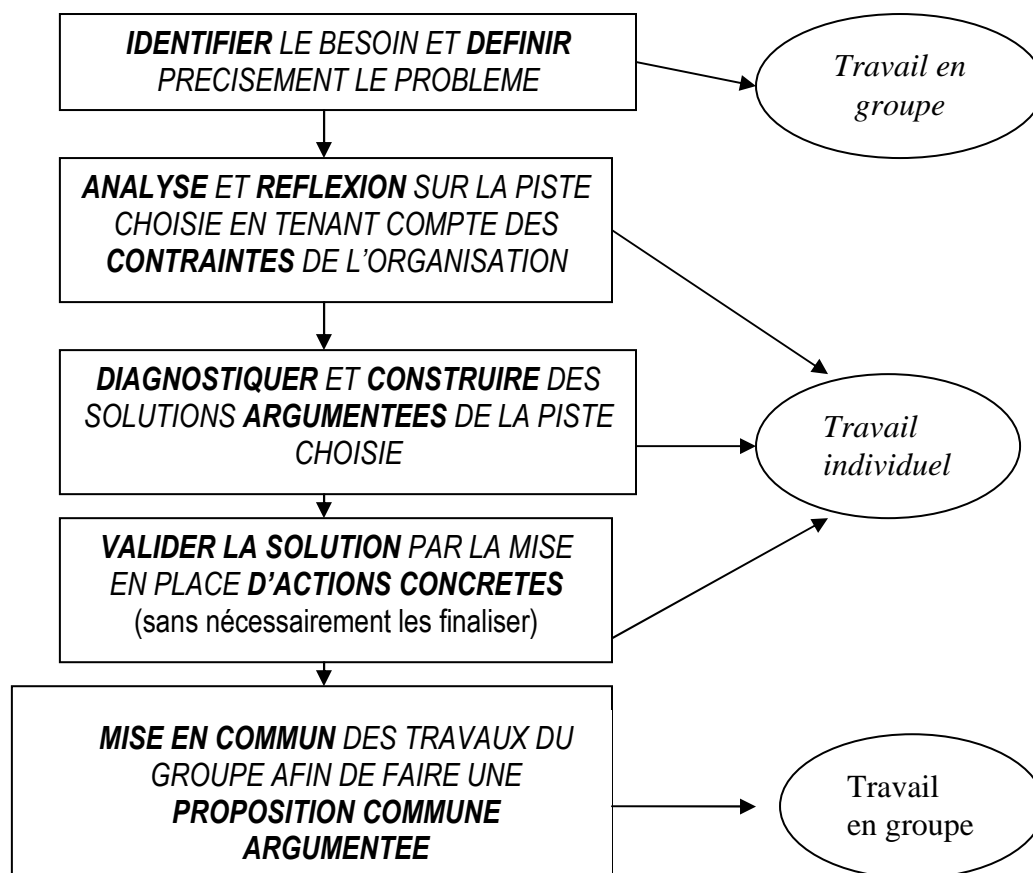 IDENTIFIER LE BESOIN ET DEFINIR
PRECISEMENT LE PROBLEME
Travail en
groupe
ANALYSE ET REFLEXION SUR LA PISTE
CHOISIE EN TENANT COMPTE DES
CONTRAINTES DE L'ORGANISATION
DIAGNOSTIQUER ET CONSTRUIRE DES
SOLUTIONS ARGUMENTEES DE LA PISTE
CHOISIE
Travail
individuel
VALIDER LA SOLUTION PAR LA MISE
EN PLACE D'ACTIONS CONCRETES
(sans nécessairement les finaliser)
MISE EN COMMUN DES TRAVAUX DU
GROUPE AFIN DE FAIRE UNE
PROPOSITION COMMUNE
ARGUMENTEE
Travail
en groupe